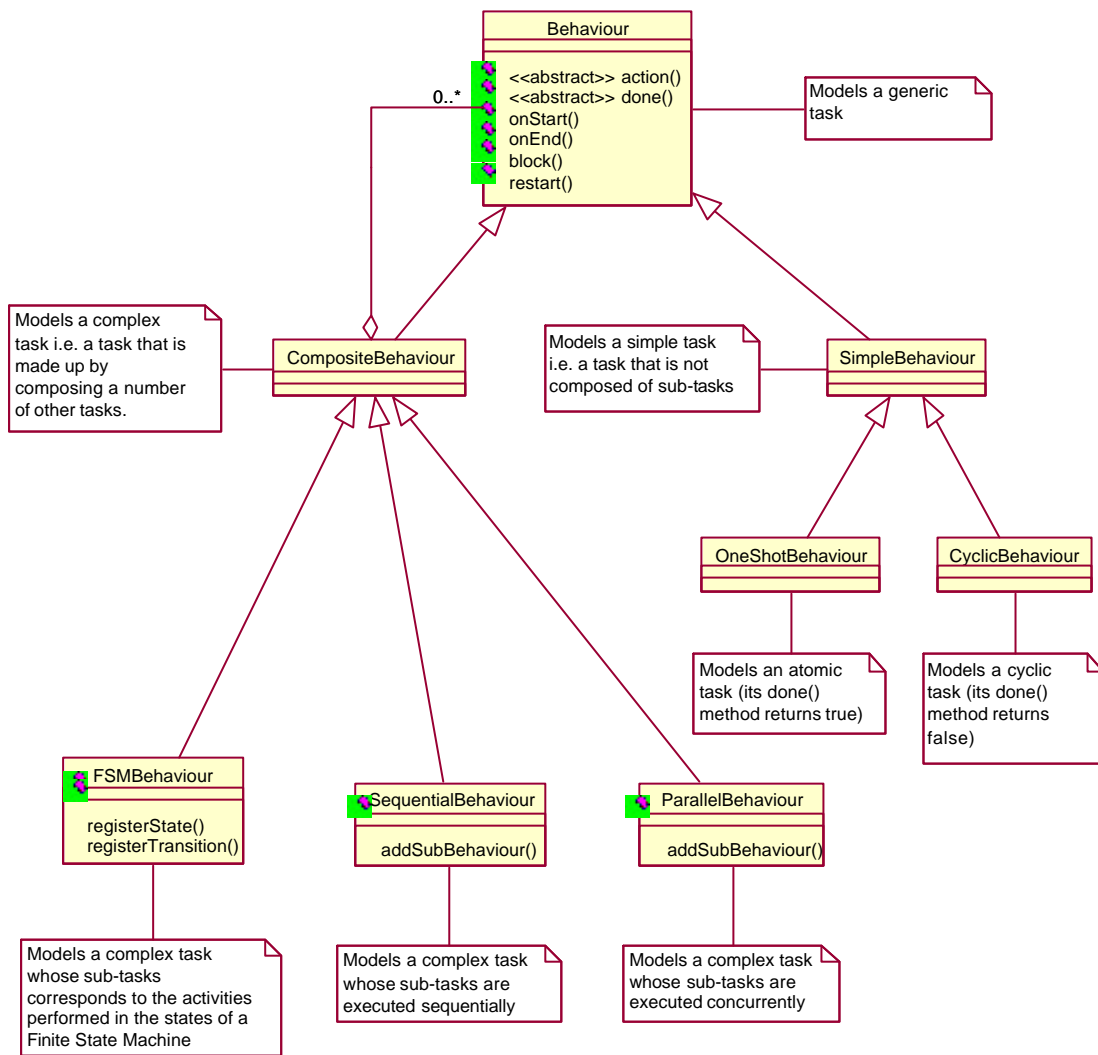 Behaviour
<<abstract>> action()
<<abstract>> done()
onStart()
onEnd()
block()
restart()
0..*
Models a generic
task
Models a complex
task i.e. a task that is
made up by
composing a number
of other tasks.
CompositeBehaviour
Models a simple task
i.e. a task that is not
composed of sub-tasks
SimpleBehaviour
OneShotBehaviour
CyclicBehaviour
Models an atomic
task (its done()
method returns true)
Models a cyclic
task (its done()
method returns
false)
FSMBehaviour
registerState()
registerTransition()
SequentialBehaviour
addSubBehaviour()
ParallelBehaviour
addSubBehaviour()
Models a complex task
whose sub-tasks
corresponds to the activities
performed in the states of a
Finite State Machine
Models a complex task
whose sub-tasks are
executed sequentially
Models a complex task
whose sub-tasks are
executed concurrently